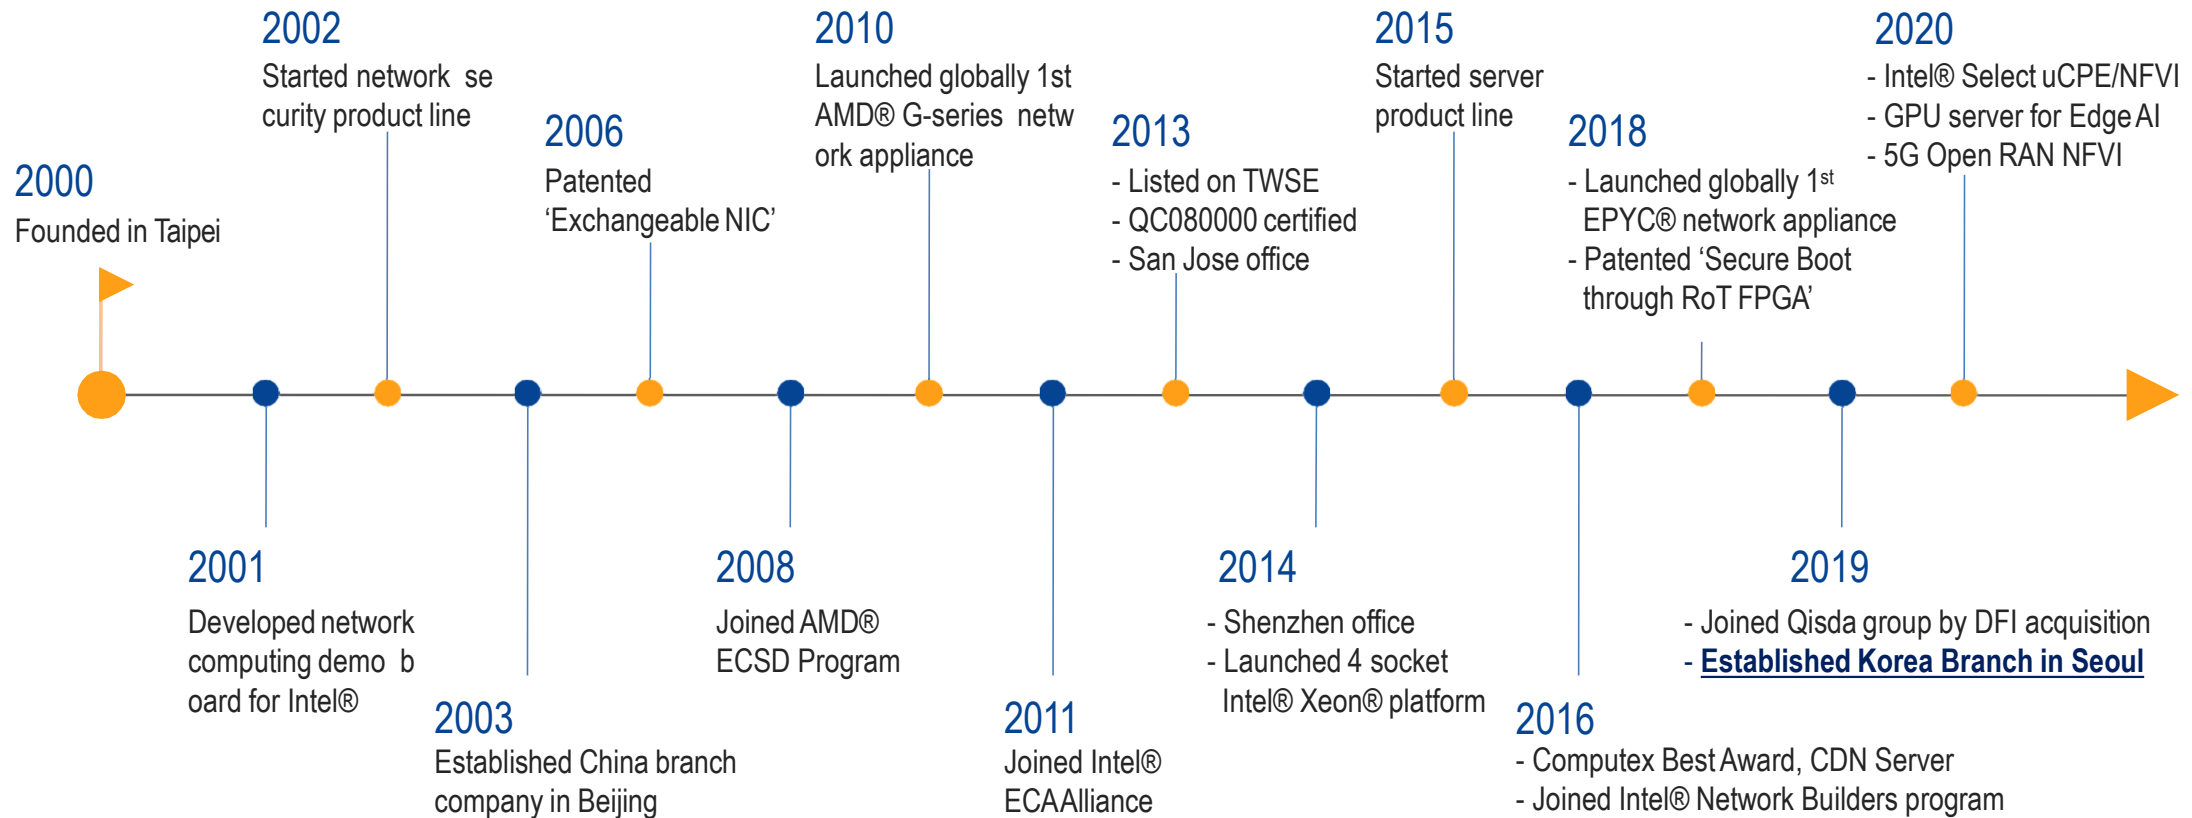 2000
Founded in Taipei
2002
Started network se
curity product line
2006
Patented
‘Exchangeable NIC’
2010
Launched globally 1st
AMD® G-series netw
ork appliance
2013
- Listed on TWSE
- QC080000 certified
- San Jose office
2015
Started server
product line
2018
- Launched globally 1st
EPYC® network appliance
- Patented ‘Secure Boot
through RoT FPGA’
2020
- Intel® Select uCPE/NFVI
- GPU server for Edge AI
- 5G Open RAN NFVI
2001
Developed network
computing demo b
oard for Intel®
2003
Established China branch
company in Beijing
2008
Joined AMD®
ECSD Program
2011
Joined Intel®
ECA Alliance
2014
- Shenzhen office
- Launched 4 socket
Intel® Xeon® platform
2016
- Computex Best Award, CDN Server
- Joined Intel® Network Builders program
2019
- Joined Qisda group by DFI acquisition
- Established Korea Branch in Seoul